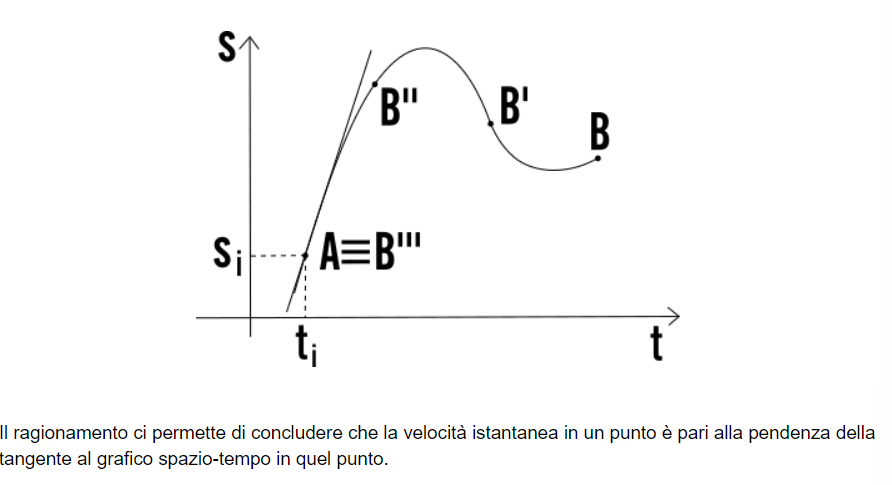 S
B"
B'
B
Si
A≡B'''
ti
t
Il ragionamento ci permette di concludere che la velocità istantanea in un punto è pari alla pendenza della
tangente al grafico spazio-tempo in quel punto.